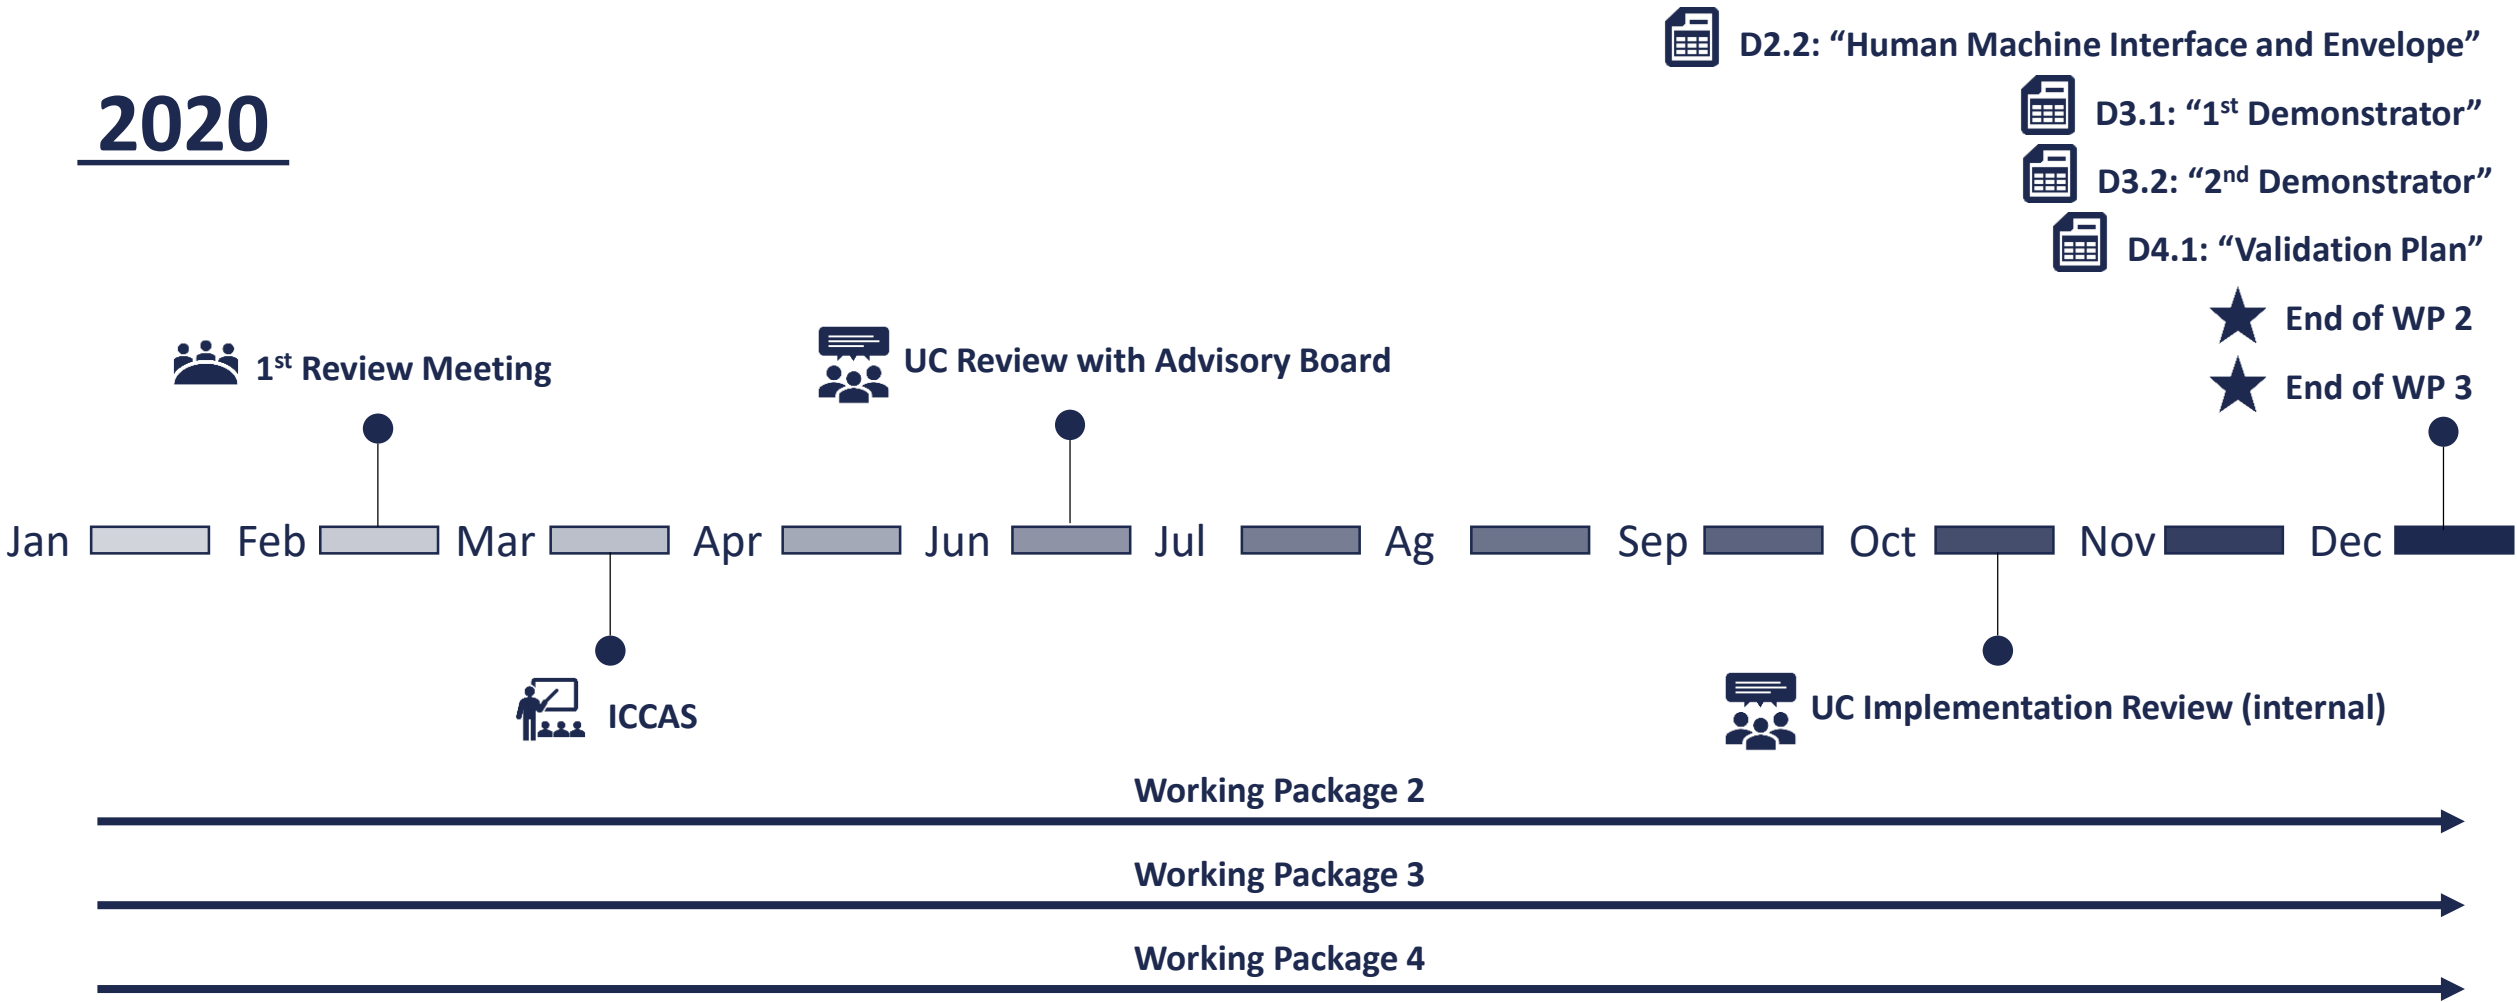 D2.2: “Human Machine Interface and Envelope”
2020
D3.1: “1st Demonstrator”
D3.2: “2nd Demonstrator”
D4.1: “Validation Plan”
End of WP 2
1st Review Meeting
UC Review with Advisory Board
End of WP 3
Jan Feb Mar Apr Jun Jul Ag Sep Oct Nov Dec
ICCAS
UC Implementation Review (internal)
Working Package 2
Working Package 3
Working Package 4